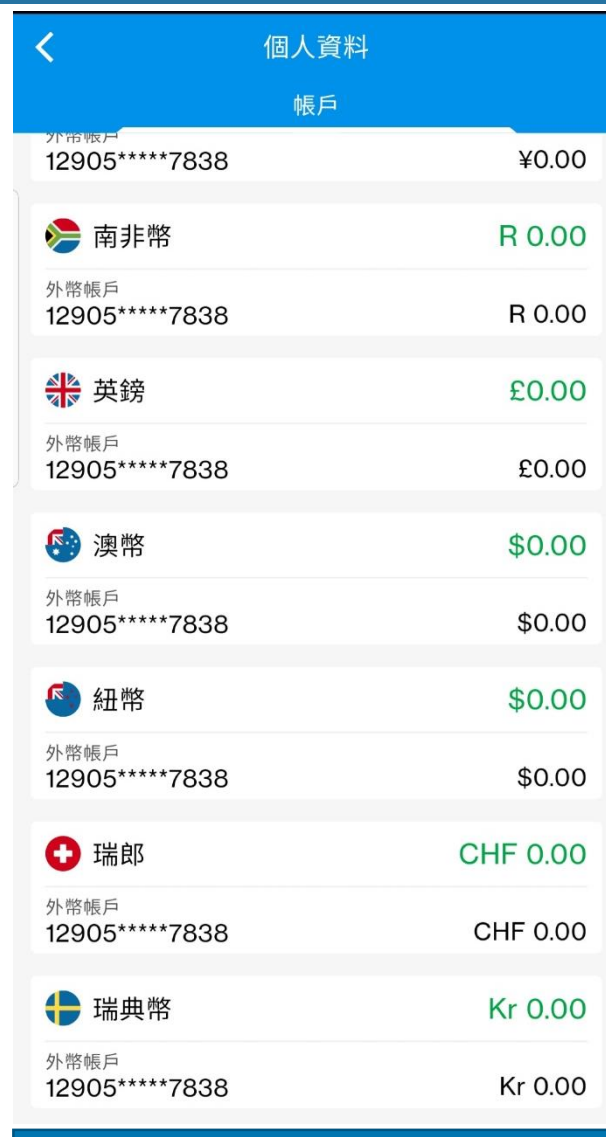 個人資料
帳戶
外幣帳戶
12905*****7838
¥0.00
南非幣
R 0.00
外幣帳戶
12905*****7838
R 0.00
英鎊
£0.00
外幣帳戶
12905*****7838
£0.00
澳幣
$0.00
外幣帳戶
12905*****7838
$0.00
紐幣
$0.00
外幣帳戶
12905*****7838
$0.00
瑞郎
CHF 0.00
外幣帳戶
12905*****7838
CHF 0.00
瑞典幣
Kr 0.00
外幣帳戶
12905*****7838
Kr 0.00